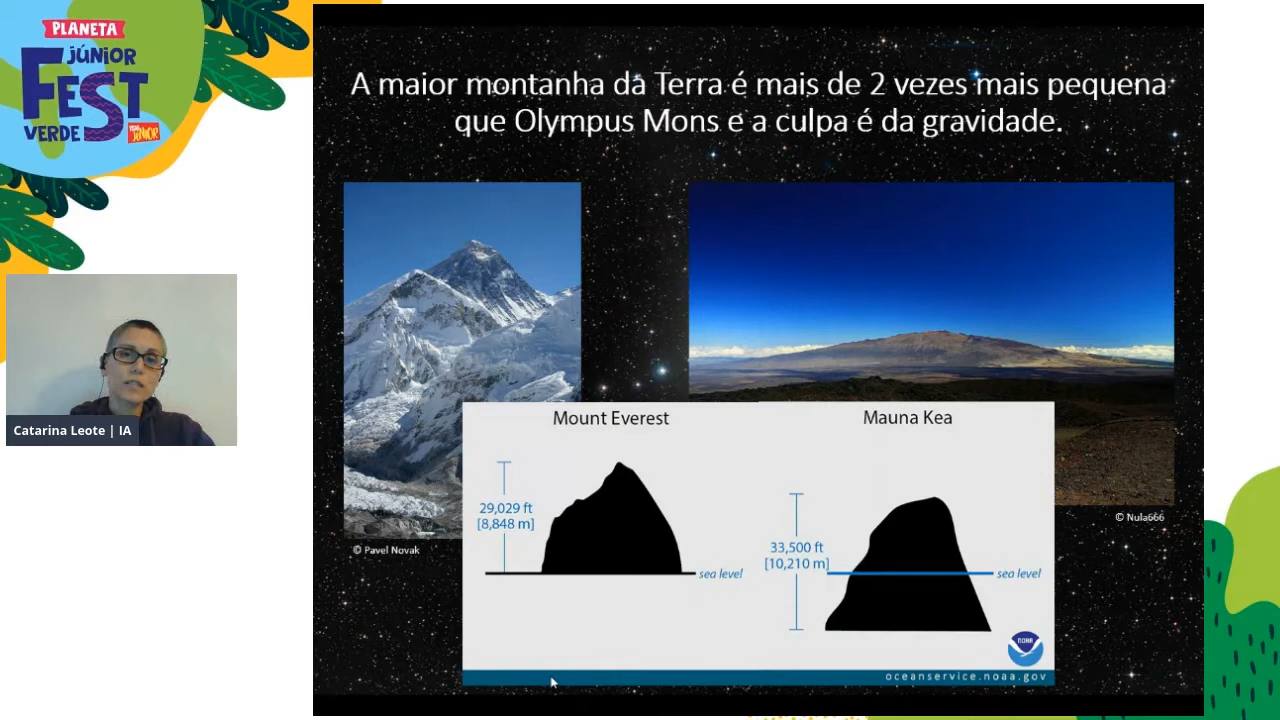 PLANETA
JÚNIOR
FEST
VERDE
A maior montanha da Terra é mais de 2 vezes mais pequena
que Olympus Mons e a culpa é da gravidade.
Catarina Leote | IA
Mount Everest
Mauna Kea
29,029 ft
[8,848 m]
sea level
33,500 ft
[10,210 m]
sea level
© Pavel Novak
© Nula666
NOAA
oceanservice.noaa.gov